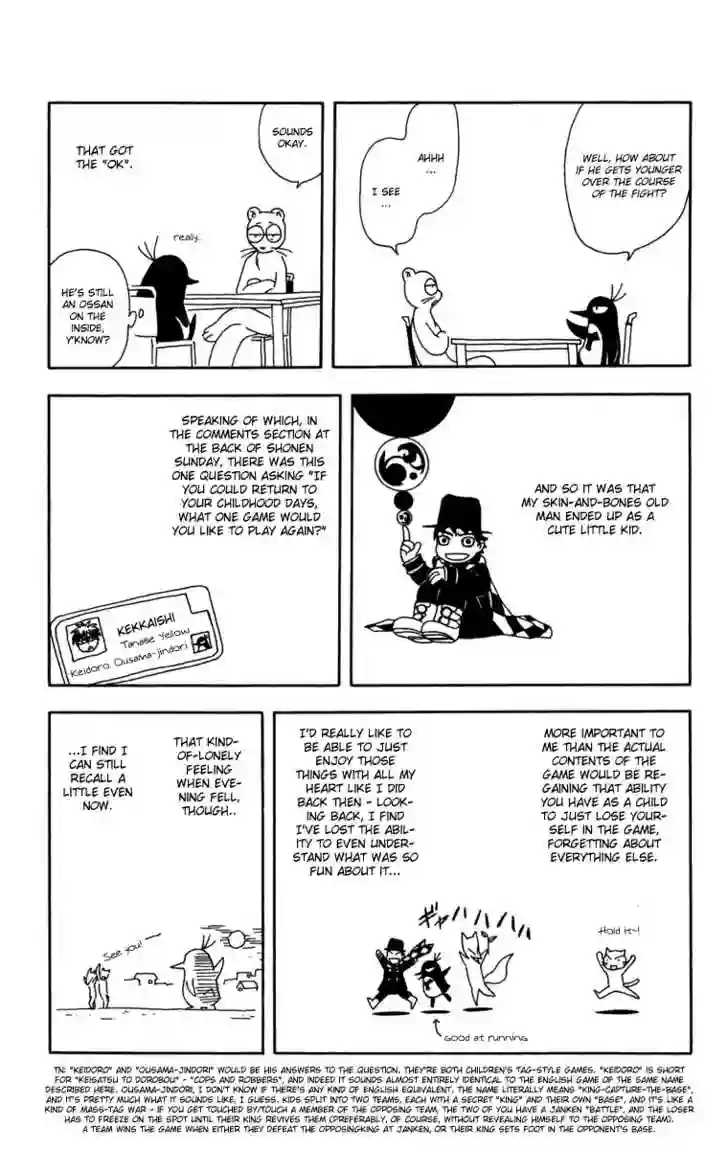 WELL, HOW ABOUT
IF HE GETS YOUNGER
OVER THE COURSE
OF THE FIGHT?
AHHH
...
I SEE
...
SOUNDS
OKAY.
THAT GOT
THE "OK".
really.
HE'S STILL
AN OSSAN
ON THE
INSIDE,
Y'KNOW?
AND SO IT WAS THAT
MY SKIN-AND-BONES OLD
MAN ENDED UP AS A
CUTE LITTLE KID.
SPEAKING OF WHICH, IN
THE COMMENTS SECTION AT
THE BACK OF SHONEN
SUNDAY, THERE WAS THIS
ONE QUESTION ASKING "IF
YOU COULD RETURN TO
YOUR CHILDHOOD DAYS,
WHAT ONE GAME WOULD
YOU LIKE TO PLAY AGAIN?"
KEKKAISHI
Tanabe Yellow
Keidoro, Ousama-jindori
MORE IMPORTANT TO
ME THAN THE ACTUAL
CONTENTS OF THE
GAME WOULD BE RE-
GAINING THAT ABILITY
YOU HAVE AS A CHILD
TO JUST LOSE YOUR-
SELF IN THE GAME,
FORGETTING ABOUT
EVERYTHING ELSE.
I'D REALLY LIKE TO
BE ABLE TO JUST
ENJOY THOSE
THINGS WITH ALL MY
HEART LIKE I DID
BACK THEN - LOOK-
ING BACK, I FIND
I'VE LOST THE ABIL-
ITY TO EVEN UNDER-
STAND WHAT WAS SO
FUN ABOUT IT...
Hold it~!
ギャハハハハ
Good at running
THAT KIND-
OF-LONELY
FEELING
WHEN EVE-
NING FELL,
THOUGH..
...I FIND I
CAN STILL
RECALL A
LITTLE EVEN
NOW.
See you!
TN: "KEIDORO" AND "OUSAMA-JINDORI" WOULD BE HIS ANSWERS TO THE QUESTION. THEY'RE BOTH CHILDREN'S TAG-STYLE GAMES. "KEIDORO" IS SHORT
FOR "KEISATSU TO DOROBOU" - "COPS AND ROBBERS", AND INDEED IT SOUNDS ALMOST ENTIRELY IDENTICAL TO THE ENGLISH GAME OF THE SAME NAME
DESCRIBED HERE. OUSAMA-JINDORI, I DON'T KNOW IF THERE'S ANY KIND OF ENGLISH EQUIVALENT. THE NAME LITERALLY MEANS "KING-CAPTURE-THE-BASE",
AND IT'S PRETTY MUCH WHAT IT SOUNDS LIKE, I GUESS. KIDS SPLIT INTO TWO TEAMS, EACH WITH A SECRET "KING" AND THEIR OWN "BASE", AND IT'S LIKE A
KIND OF MASS-TAG WAR - IF YOU GET TOUCHED BY/TOUCH A MEMBER OF THE OPPOSING TEAM, THE TWO OF YOU HAVE A JANKEN "BATTLE", AND THE LOSER
HAS TO FREEZE ON THE SPOT UNTIL THEIR KING REVIVES THEM (PREFERABLY, OF COURSE, WITHOUT REVEALING HIMSELF TO THE OPPOSING TEAM).
A TEAM WINS THE GAME WHEN EITHER THEY DEFEAT THE OPPOSINGKING AT JANKEN, OR THEIR KING SETS FOOT IN THE OPPONENT'S BASE.